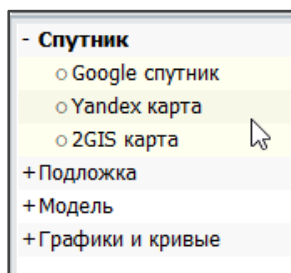 - Спутник
○ Google спутник
○ Yandex карта
○ 2GIS карта
+Подложка
+Модель
+Графики и кривые